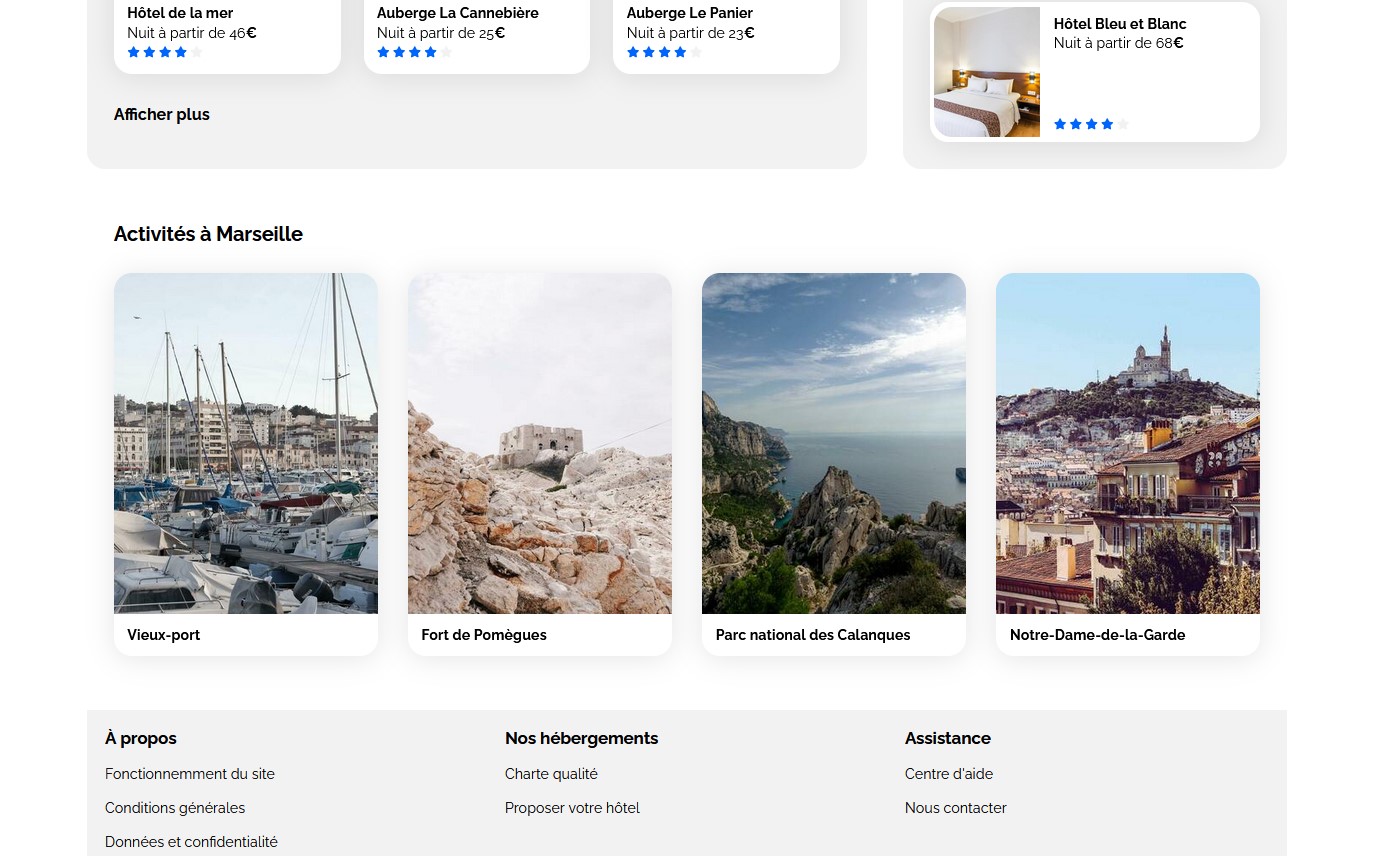 Hôtel de la mer
Nuit à partir de 46€
Auberge La Cannebière
Nuit à partir de 25€
Auberge Le Panier
Nuit à partir de 23€
Afficher plus
Hôtel Bleu et Blanc
Nuit à partir de 68€
Activités à Marseille
Vieux-port
Fort de Pomègues
Parc national des Calanques
Notre-Dame-de-la-Garde
À propos
Fonctionnemment du site
Conditions générales
Données et confidentialité
Nos hébergements
Charte qualité
Proposer votre hôtel
Assistance
Centre d'aide
Nous contacter